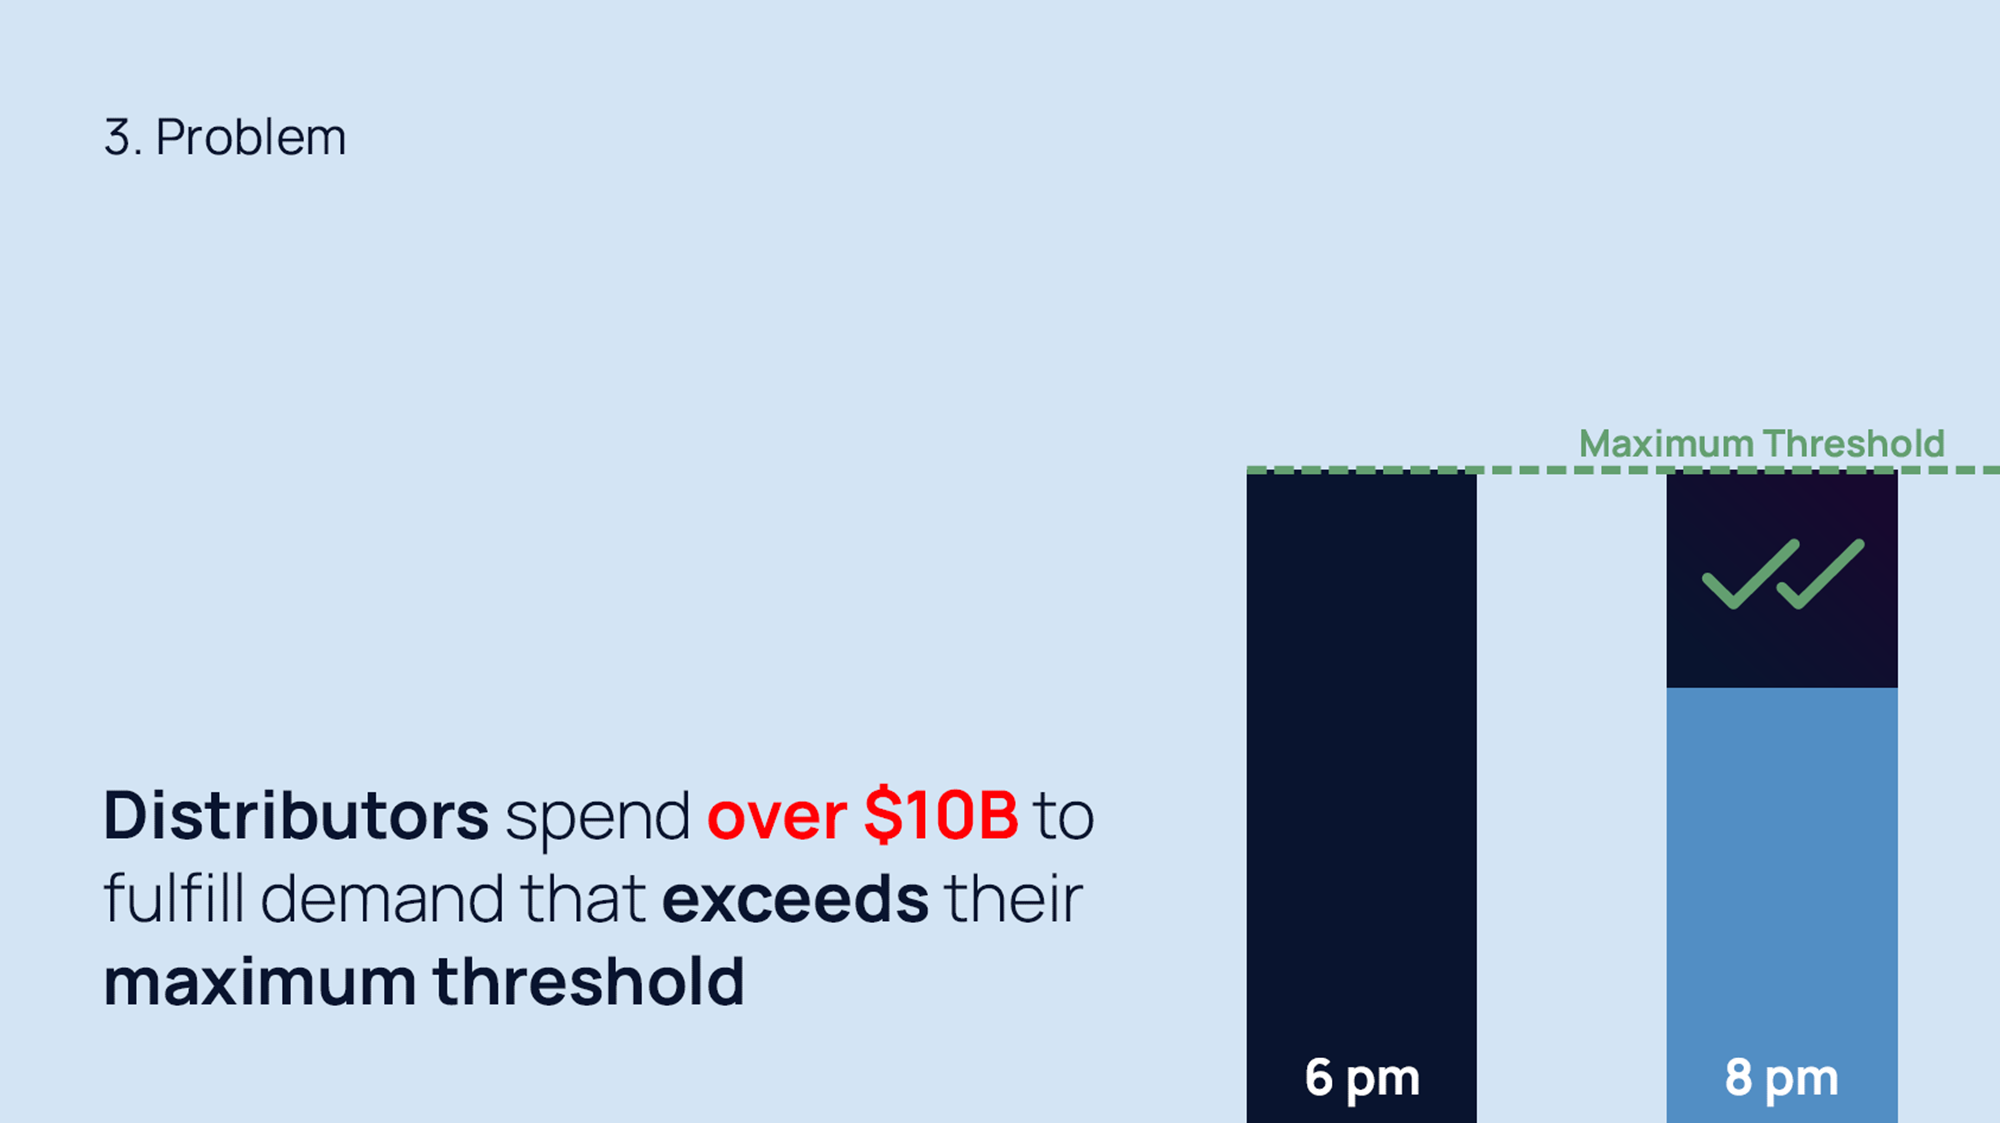 3. Problem
Maximum Threshold
Distributors spend over $10B to
fulfill demand that exceeds their
maximum threshold
6 pm
8 pm